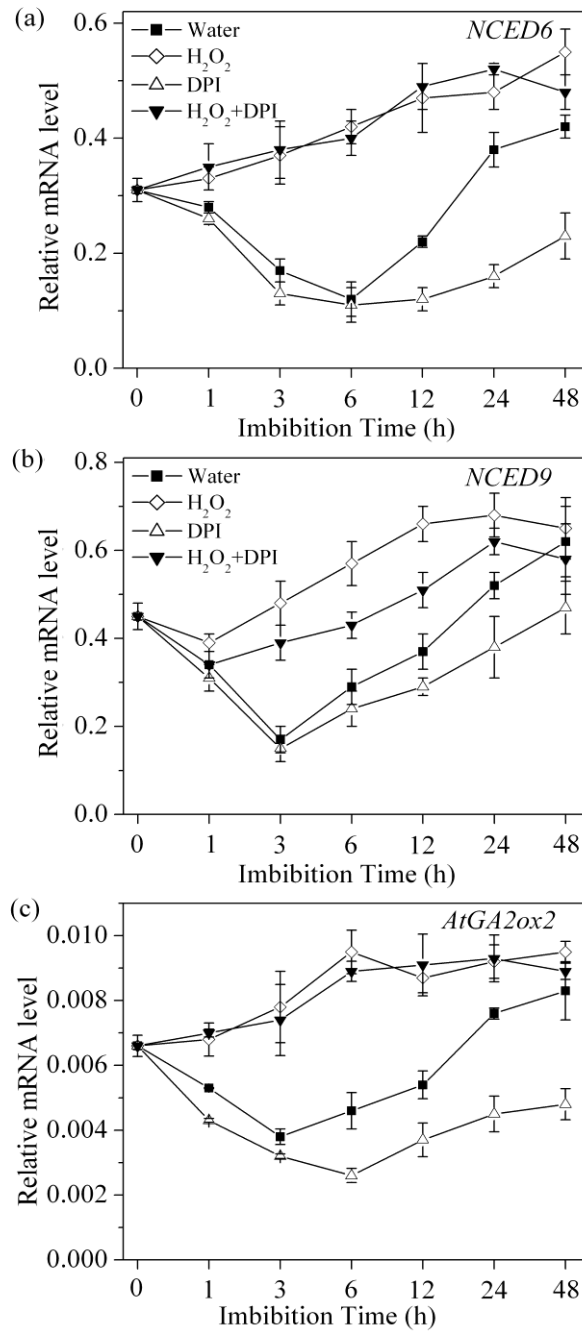 (a)
NCED6
Water
H₂O₂
DPI
H₂O₂+DPI
Relative mRNA level
0.6
0.4
0.2
0.0
0 1 3 6 12 24 48
Imbibition Time (h)
(b)
NCED9
Water
H₂O₂
DPI
H₂O₂+DPI
Relative mRNA level
0.8
0.6
0.4
0.2
0.0
0 1 3 6 12 24 48
Imbibition Time (h)
(c)
AtGA2ox2
Relative mRNA level
0.010
0.008
0.006
0.004
0.002
0.000
0 1 3 6 12 24 48
Imbibition Time (h)